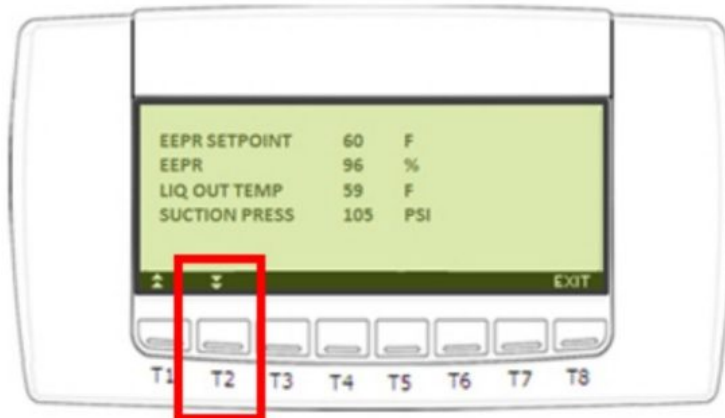 EEPR SETPOINT 60 F
EEPR 96 %
LIQ OUT TEMP 59 F
SUCTION PRESS 105 PSI
EXIT
T1 T2 T3 T4 T5 T6 T7 T8